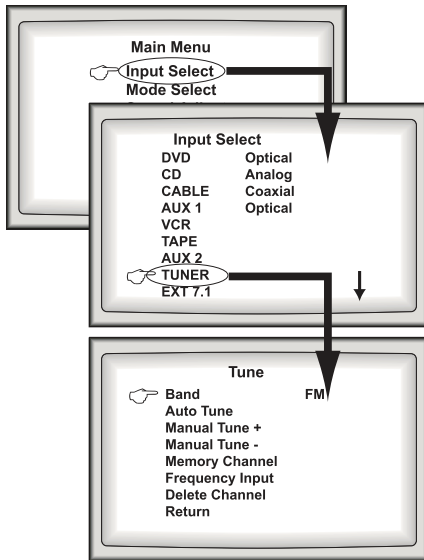 Main Menu
Input Select
Mode Select
Input Select
DVD Optical
CD Analog
CABLE Coaxial
AUX 1 Optical
VCR
TAPE
AUX 2
TUNER
EXT 7.1
Tune
Band FM
Auto Tune
Manual Tune +
Manual Tune -
Memory Channel
Frequency Input
Delete Channel
Return